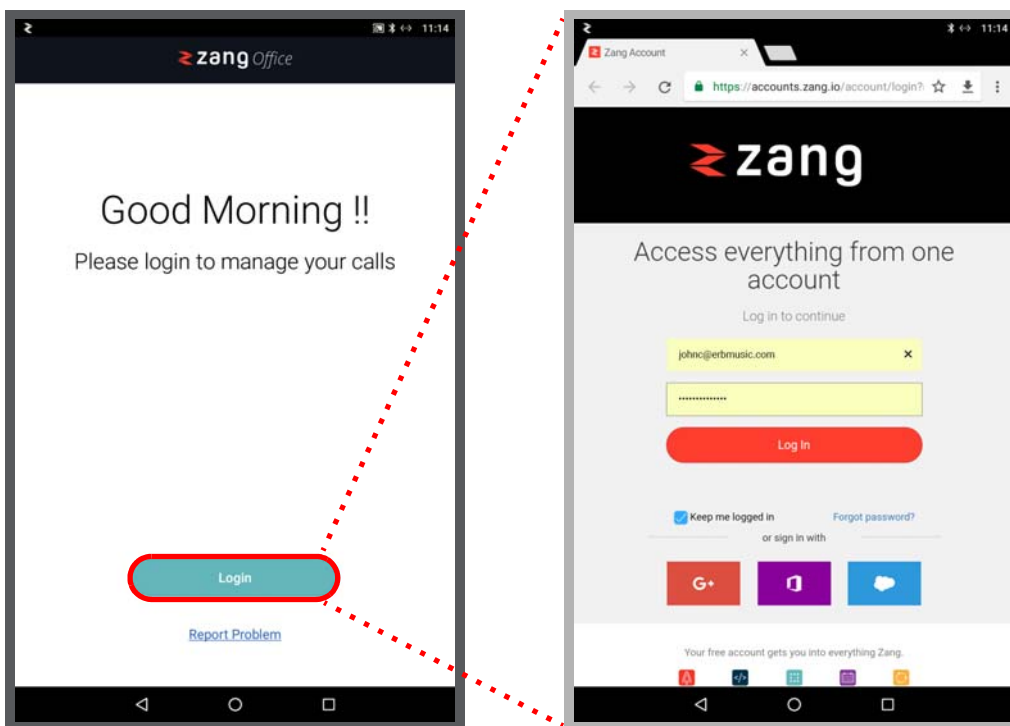 11:14
zang Office
Good Morning !!
Please login to manage your calls
Login
Report Problem
11:14
Zang Account
https://accounts.zang.io/account/login?
zang
Access everything from one
account
Log in to continue
johnc@erbmusic.com
••••••••••••••
Log In
Keep me logged in
Forgot password?
or sign in with
G+
Your free account gets you into everything Zang.